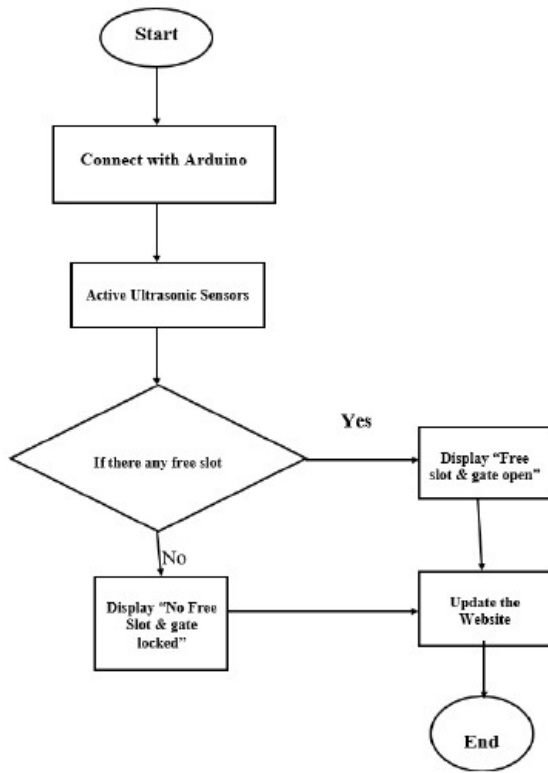 Start
Connect with Arduino
Active Ultrasonic Sensors
If there any free slot
Yes
Display “Free
slot & gate open”
No
Display “No Free
Slot & gate
locked”
Update the
Website
End